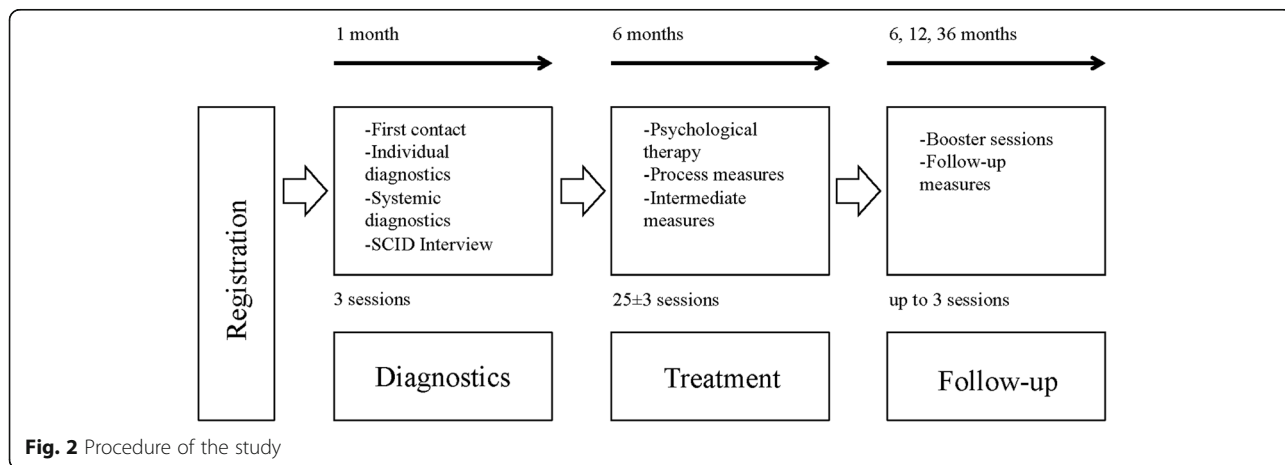 1 month
6 months
6, 12, 36 months
Registration
-First contact
-Individual
diagnostics
-Systemic
diagnostics
-SCID Interview
-Psychological
therapy
-Process measures
-Intermediate
measures
-Booster sessions
-Follow-up
measures
3 sessions
25±3 sessions
up to 3 sessions
Diagnostics
Treatment
Follow-up
Fig. 2 Procedure of the study